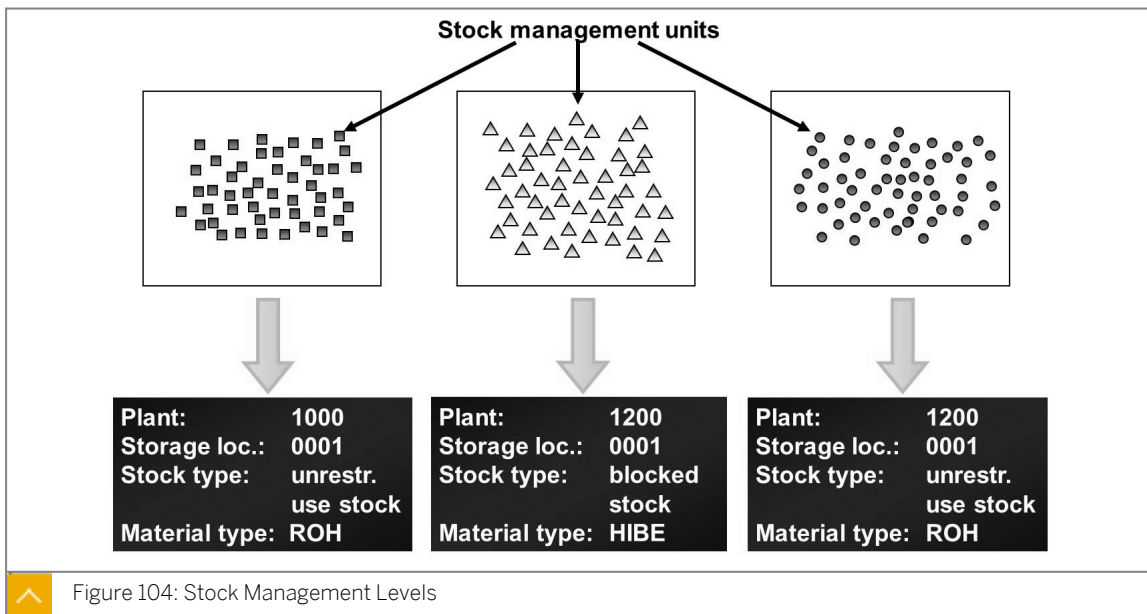 Stock management units
Plant: 1000
Storage loc.: 0001
Stock type: unrestr.
use stock
Material type: ROH
Plant: 1200
Storage loc.: 0001
Stock type: blocked
stock
Material type: HIBE
Plant: 1200
Storage loc.: 0001
Stock type: unrestr.
use stock
Material type: ROH
Figure 104: Stock Management Levels